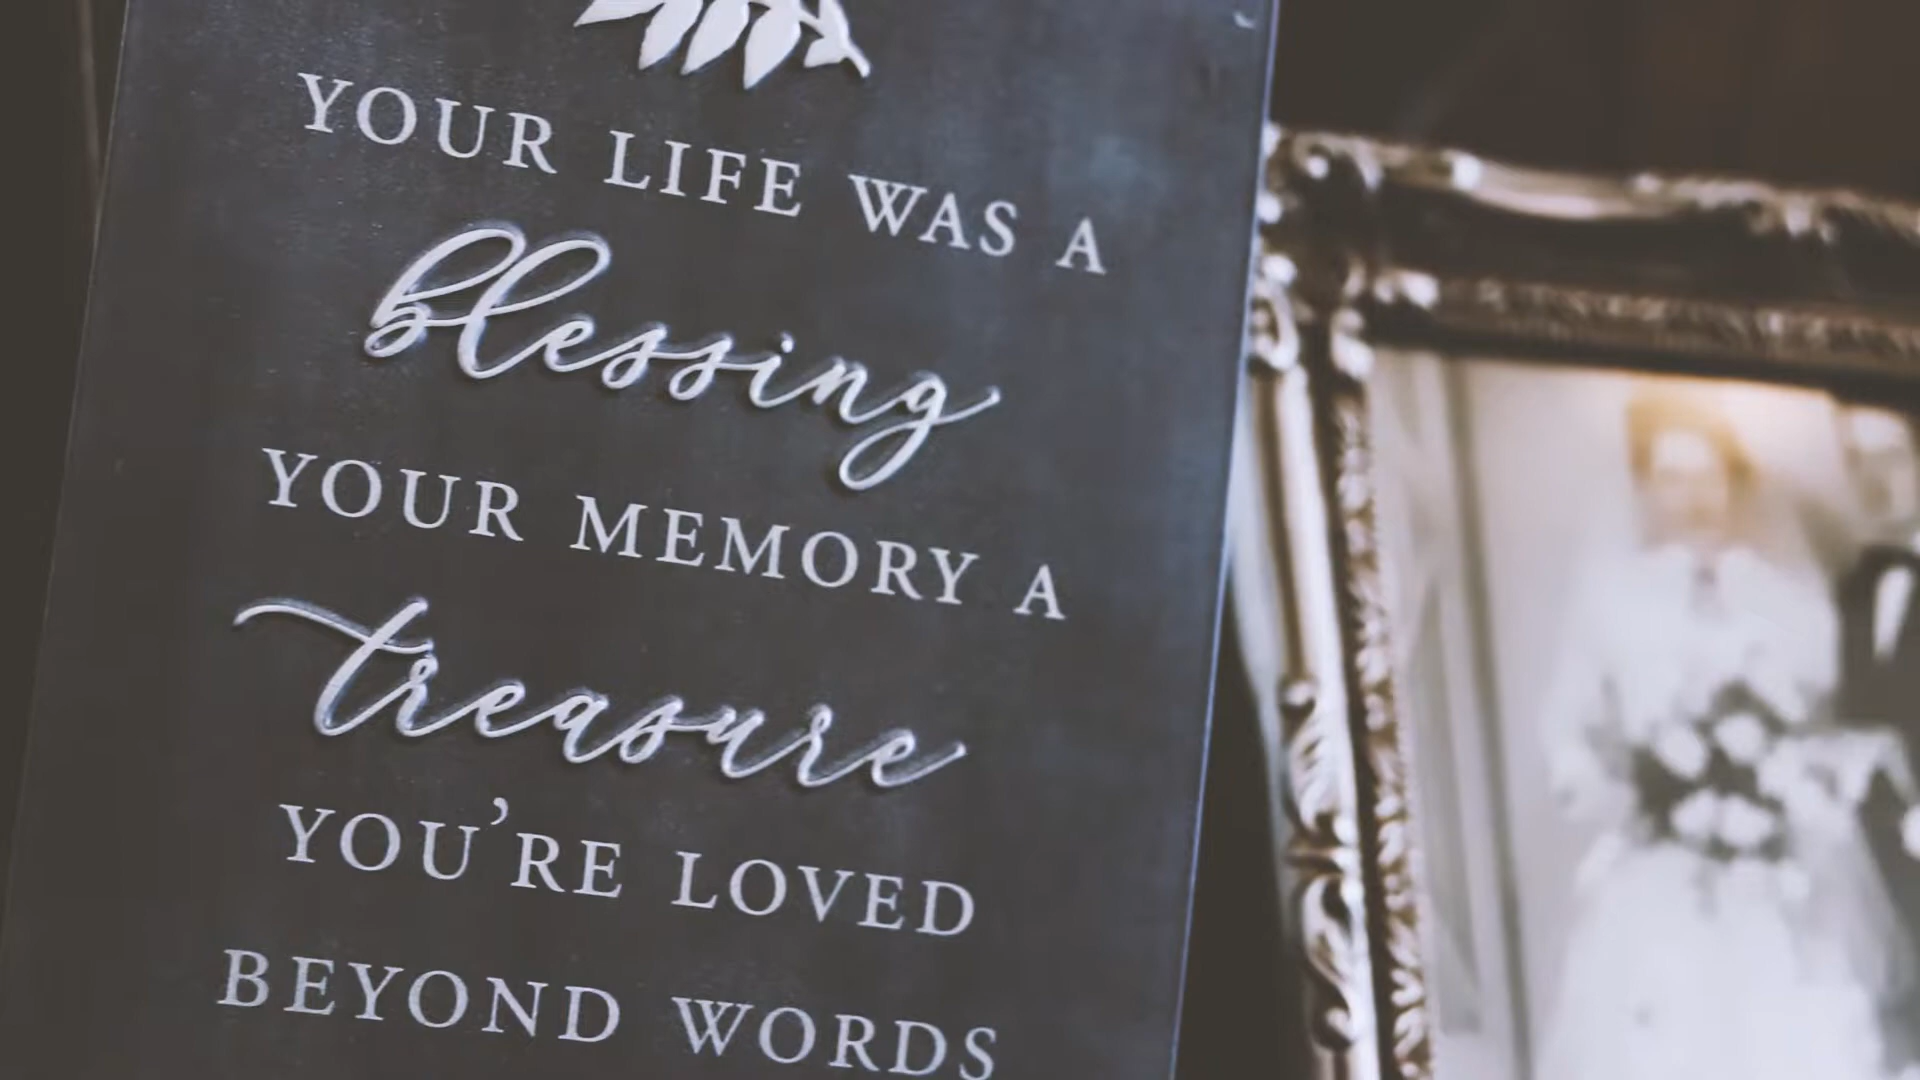 YOUR LIFE WAS A
blessing
YOUR MEMORY A
treasure
YOU'RE LOVED
BEYOND WORDS